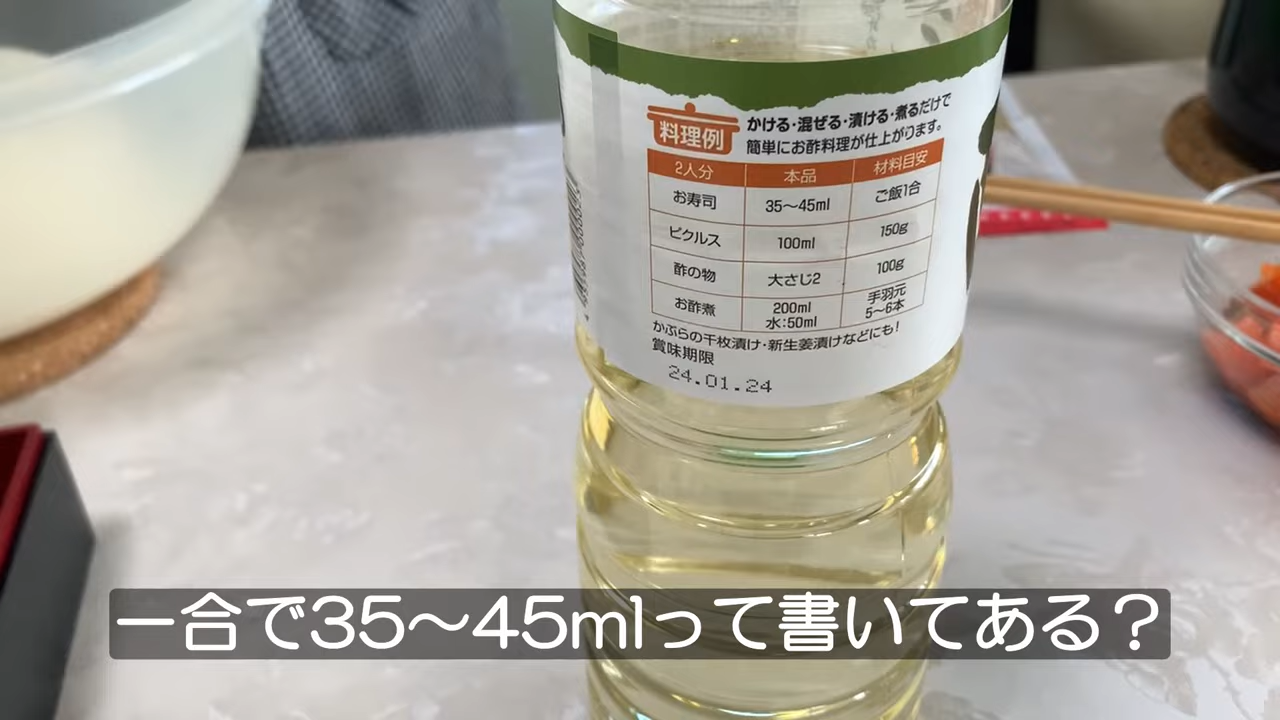 料理例
かける・混ぜる・漬ける・煮るだけで
簡単にお酢料理が仕上がります。
2人分 本品 材料目安
お寿司 35〜45ml ご飯1合
ピクルス 100ml 150g
酢の物 大さじ2 100g
お酢煮 200ml 水:50ml 手羽元 5〜6本
かぶらの千枚漬け・新生姜漬けなどにも!
賞味期限
24.01.24
一合で35〜45mlって書いてある?